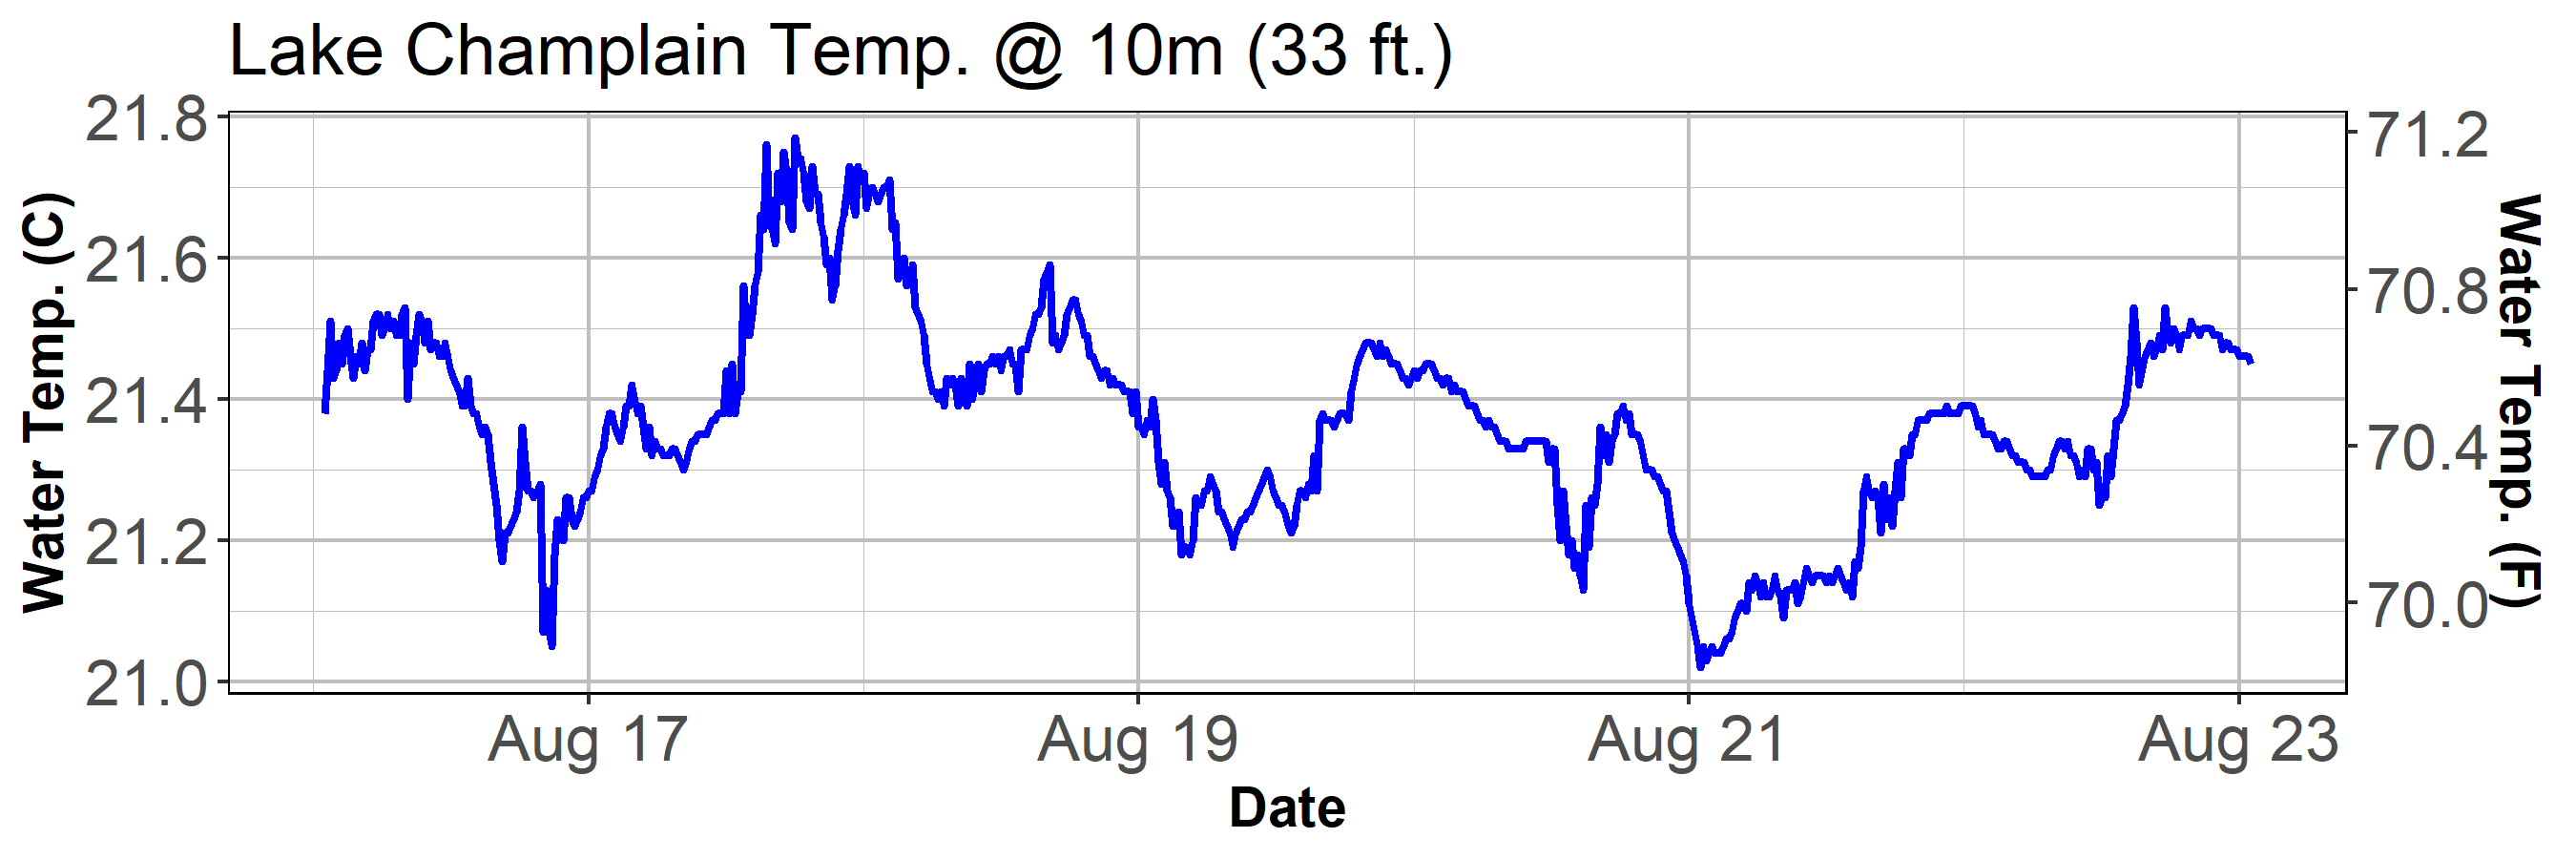 Lake Champlain Temp. @ 10m (33 ft.)
Water Temp. (C)
21.8
21.6
21.4
21.2
21.0
71.2
70.8
70.4
70.0
Water Temp. (F)
Aug 17
Aug 19
Aug 21
Aug 23
Date